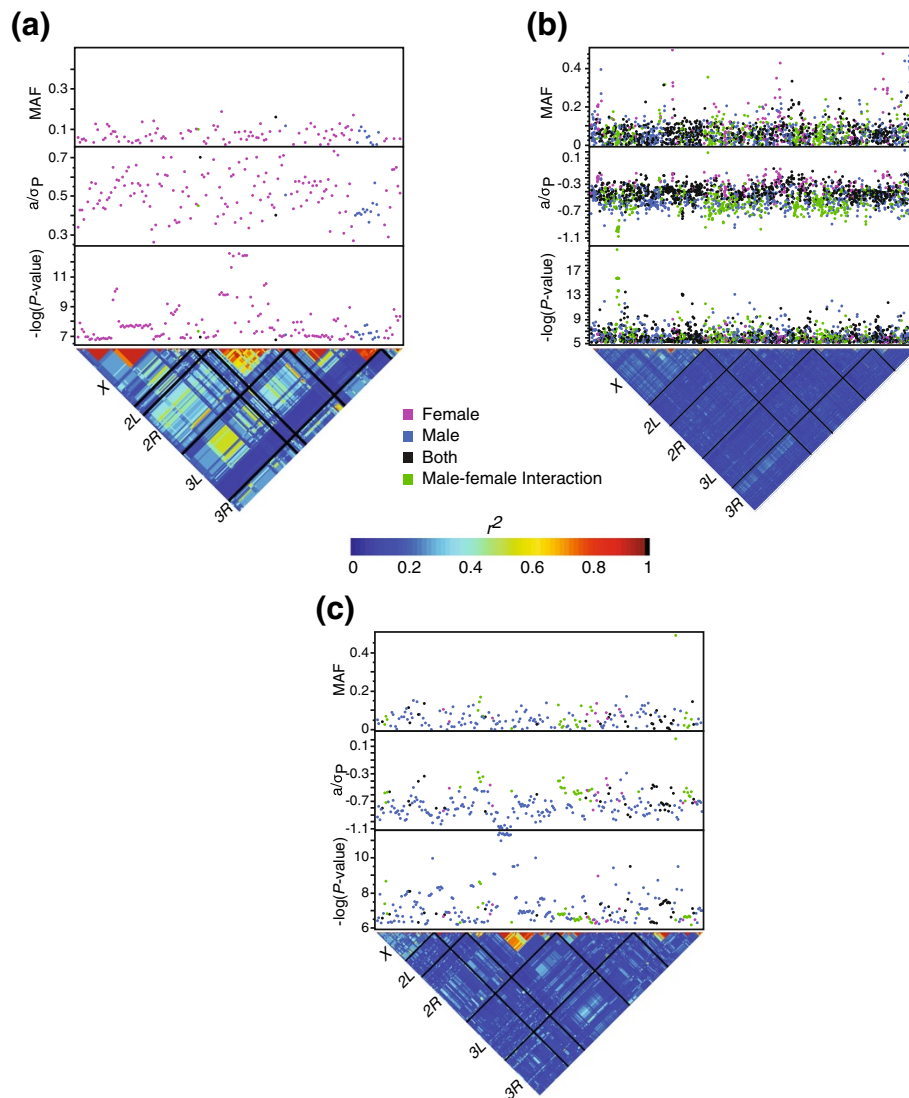 (a)
MAF
0.3
0.1
a/σP
0.7
0.5
0.3
-log(P-value)
11
9
7
X
2L
2R
3L
3R
(b)
MAF
0.4
0.2
0
a/σP
0.1
-0.3
-0.7
-1.1
-log(P-value)
17
13
9
5
X
2L
2R
3L
3R
Female
Male
Both
Male-female Interaction
r2
0 0.2 0.4 0.6 0.8 1
(c)
MAF
0.4
0.2
0
a/σP
0.1
-0.3
-0.7
-1.1
-log(P-value)
10
8
6
X
2L
2R
3L
3R